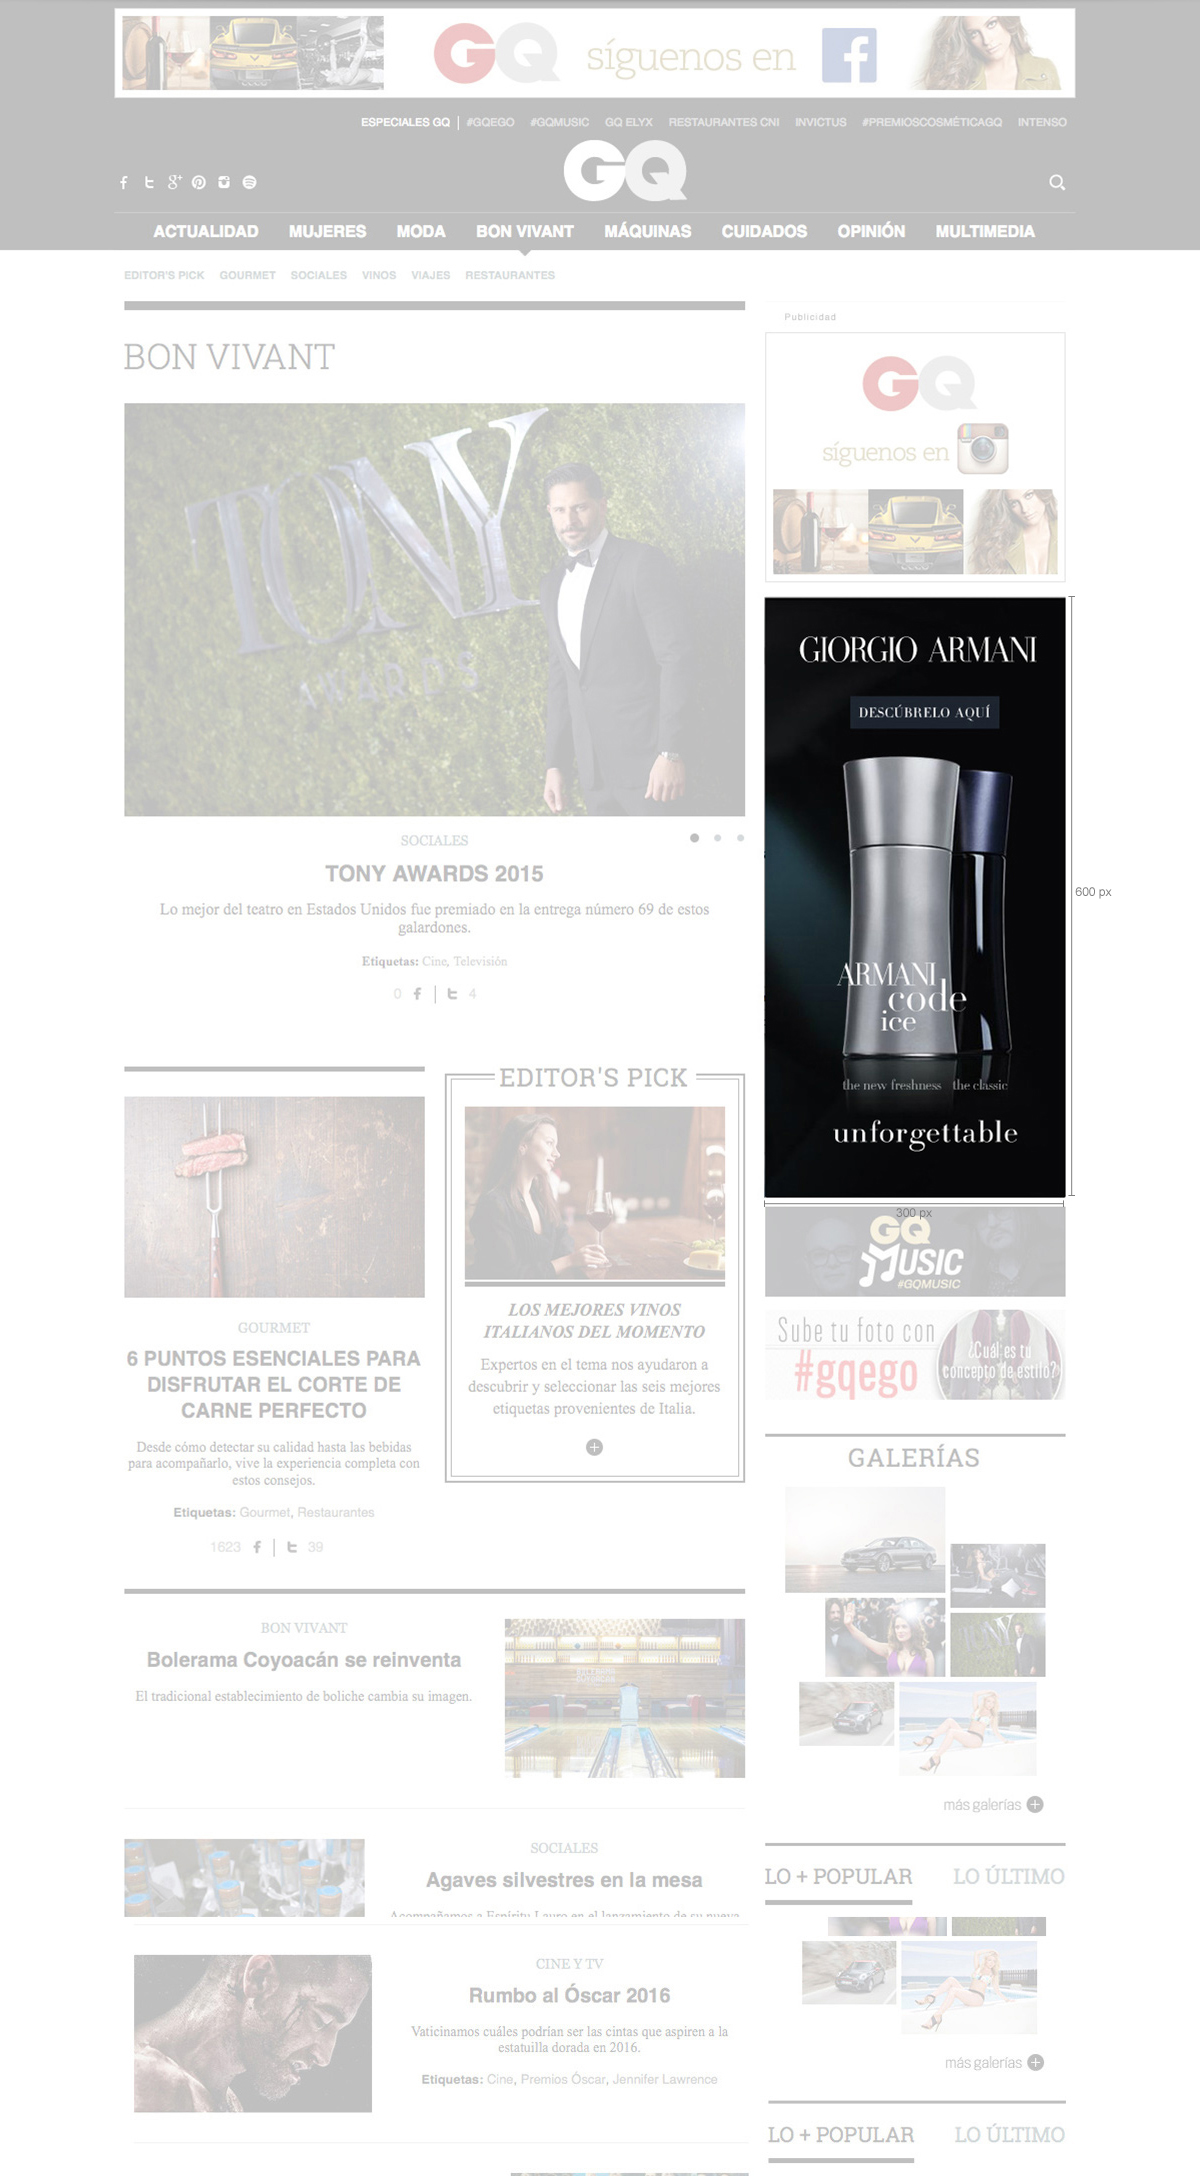 GQ síguenos en f
ESPECIALES GQ | #GQEGO #GQMUSIC GQ ELYX RESTAURANTES CNI INVICTUS #PREMIOSCOSMÉTICAGQ INTENSO
GQ
ACTUALIDAD MUJERES MODA BON VIVANT MÁQUINAS CUIDADOS OPINIÓN MULTIMEDIA
EDITOR'S PICK GOURMET SOCIALES VINOS VIAJES RESTAURANTES
BON VIVANT
TONY
AWARDS
SOCIALES
TONY AWARDS 2015
Lo mejor del teatro en Estados Unidos fue premiado en la entrega número 69 de estos
galardones.
Etiquetas: Cine, Televisión
0 f | t 4
Publicidad
GQ
síguenos en
GIORGIO ARMANI
DESCÚBRELO AQUÍ
ARMANI
code
ice
the new freshness the classic
unforgettable
600 px
300 px
GOURMET
6 PUNTOS ESENCIALES PARA
DISFRUTAR EL CORTE DE
CARNE PERFECTO
Desde cómo detectar su calidad hasta las bebidas
para acompañarlo, vive la experiencia completa con
estos consejos.
Etiquetas: Gourmet, Restaurantes
1623 f | t 39
EDITOR'S PICK
LOS MEJORES VINOS
ITALIANOS DEL MOMENTO
Expertos en el tema nos ayudaron a
descubrir y seleccionar las seis mejores
etiquetas provenientes de Italia.
GQ
MUSIC
#GQMUSIC
Sube tu foto con
#gqego
¿Cuál es tu
concepto de estilo?
GALERÍAS
TONY
más galerías
BON VIVANT
Bolerama Coyoacán se reinventa
El tradicional establecimiento de boliche cambia su imagen.
SOCIALES
Agaves silvestres en la mesa
Acompañamos a Espíritu Lauro en el lanzamiento de su nueva
LO + POPULAR LO ÚLTIMO
CINE Y TV
Rumbo al Óscar 2016
Vaticinamos cuáles podrían ser las cintas que aspiren a la
estatuilla dorada en 2016.
Etiquetas: Cine, Premios Óscar, Jennifer Lawrence
más galerías
LO + POPULAR LO ÚLTIMO